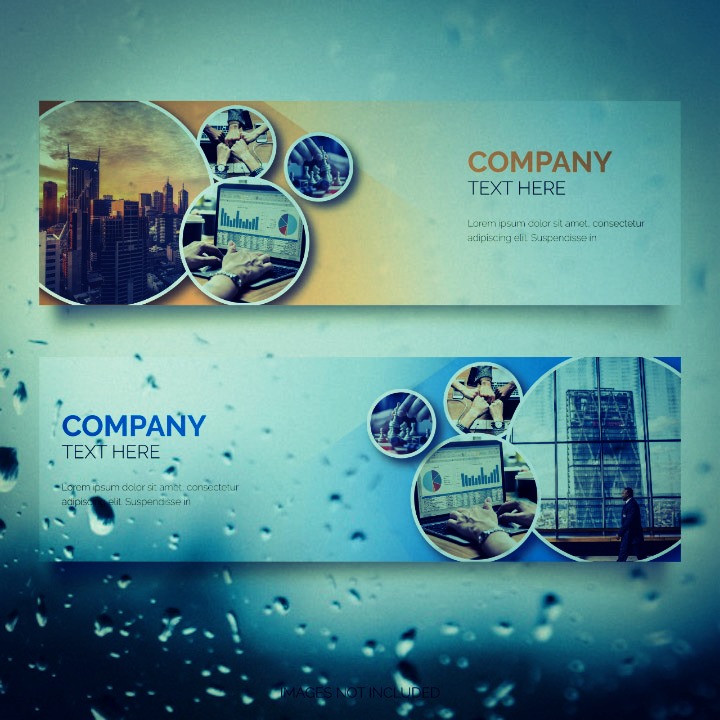 COMPANY
TEXT HERE
Lorem ipsum dolor sit amet, consectetur
adipiscing elit. Suspendisse in
COMPANY
TEXT HERE
Lorem ipsum dolor sit amet, consectetur
adipiscing elit. Suspendisse in
IMAGES NOT INCLUDED